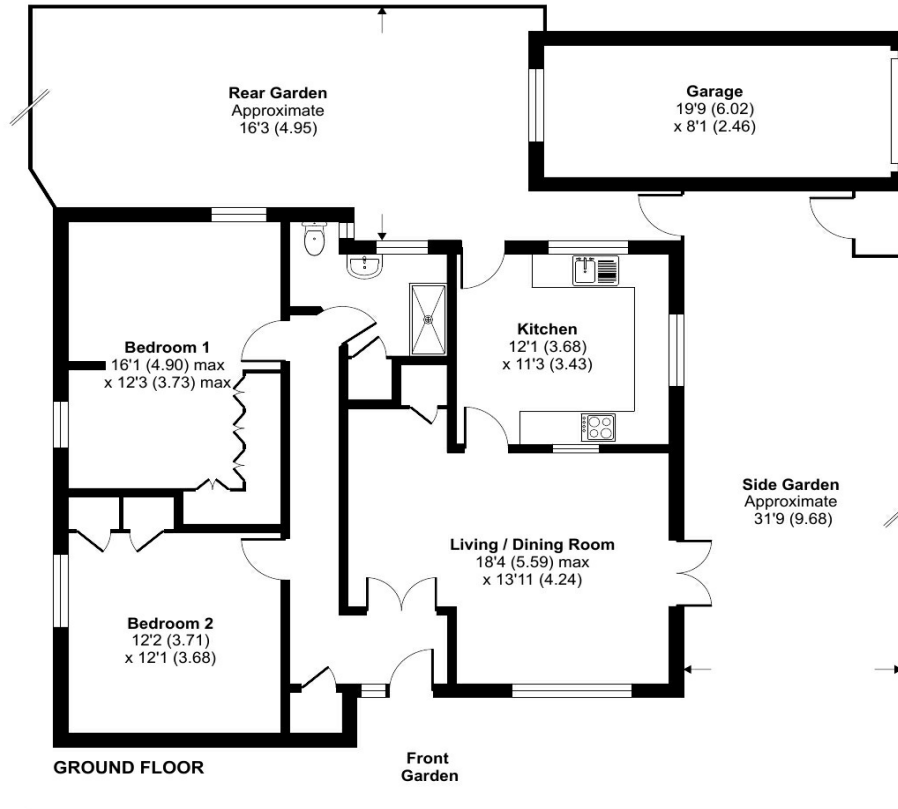 Rear Garden
Approximate
16'3 (4.95)
Garage
19'9 (6.02)
x 8'1 (2.46)
Bedroom 1
16'1 (4.90) max
x 12'3 (3.73) max
Kitchen
12'1 (3.68)
x 11'3 (3.43)
Side Garden
Approximate
31'9 (9.68)
Living / Dining Room
18'4 (5.59) max
x 13'11 (4.24)
Bedroom 2
12'2 (3.71)
x 12'1 (3.68)
GROUND FLOOR
Front
Garden